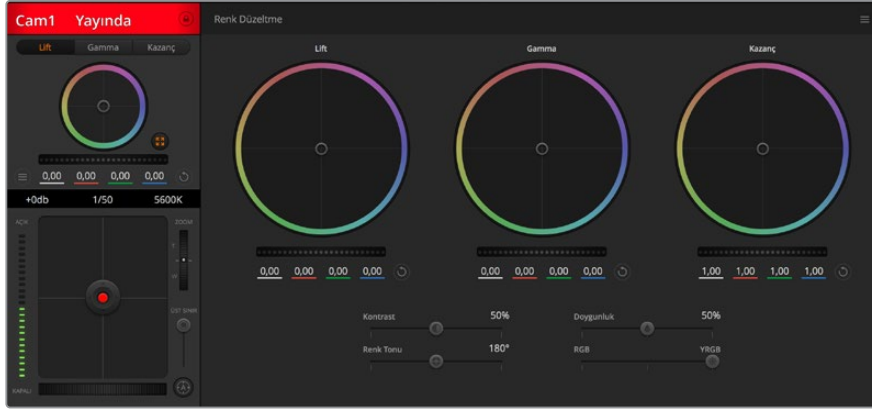 Cam1 Yayında
Renk Düzeltme
Lift Gamma Kazanç
Lift Gamma Kazanç
0,00 0,00 0,00 0,00
+0db 1/50 5600K
AÇIK ZOOM
T
W
ÜST SINIR
KAPALI
0,00 0,00 0,00 0,00
0,00 0,00 0,00 0,00
1,00 1,00 1,00 1,00
Kontrast 50%
Doygunluk 50%
Renk Tonu 180°
RGB YRGB